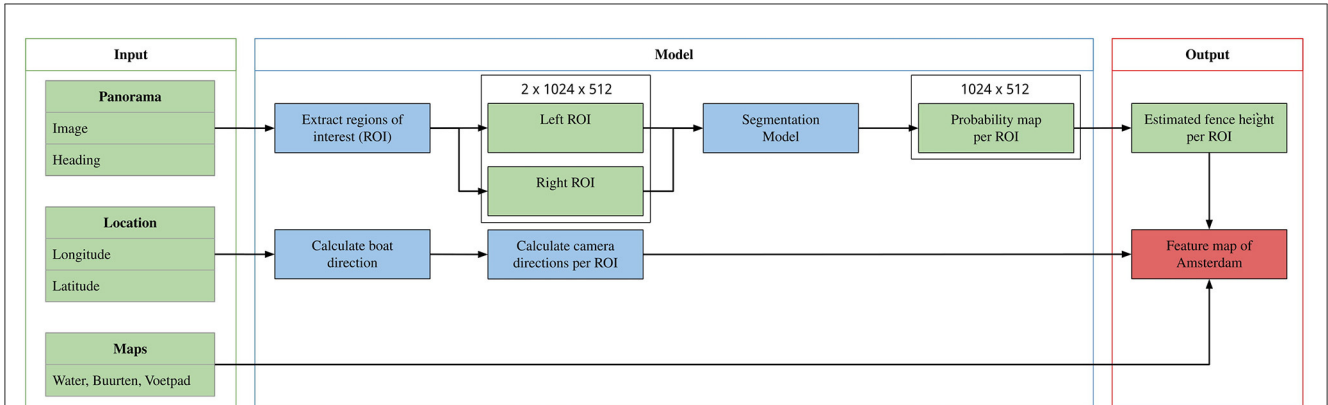 Input
Model
Output
Panorama
Image
Heading
Extract regions of
interest (ROI)
2 x 1024 x 512
Left ROI
Right ROI
Segmentation
Model
1024 x 512
Probability map
per ROI
Estimated fence height
per ROI
Location
Longitude
Latitude
Calculate boat
direction
Calculate camera
directions per ROI
Feature map of
Amsterdam
Maps
Water, Buurten, Voetpad